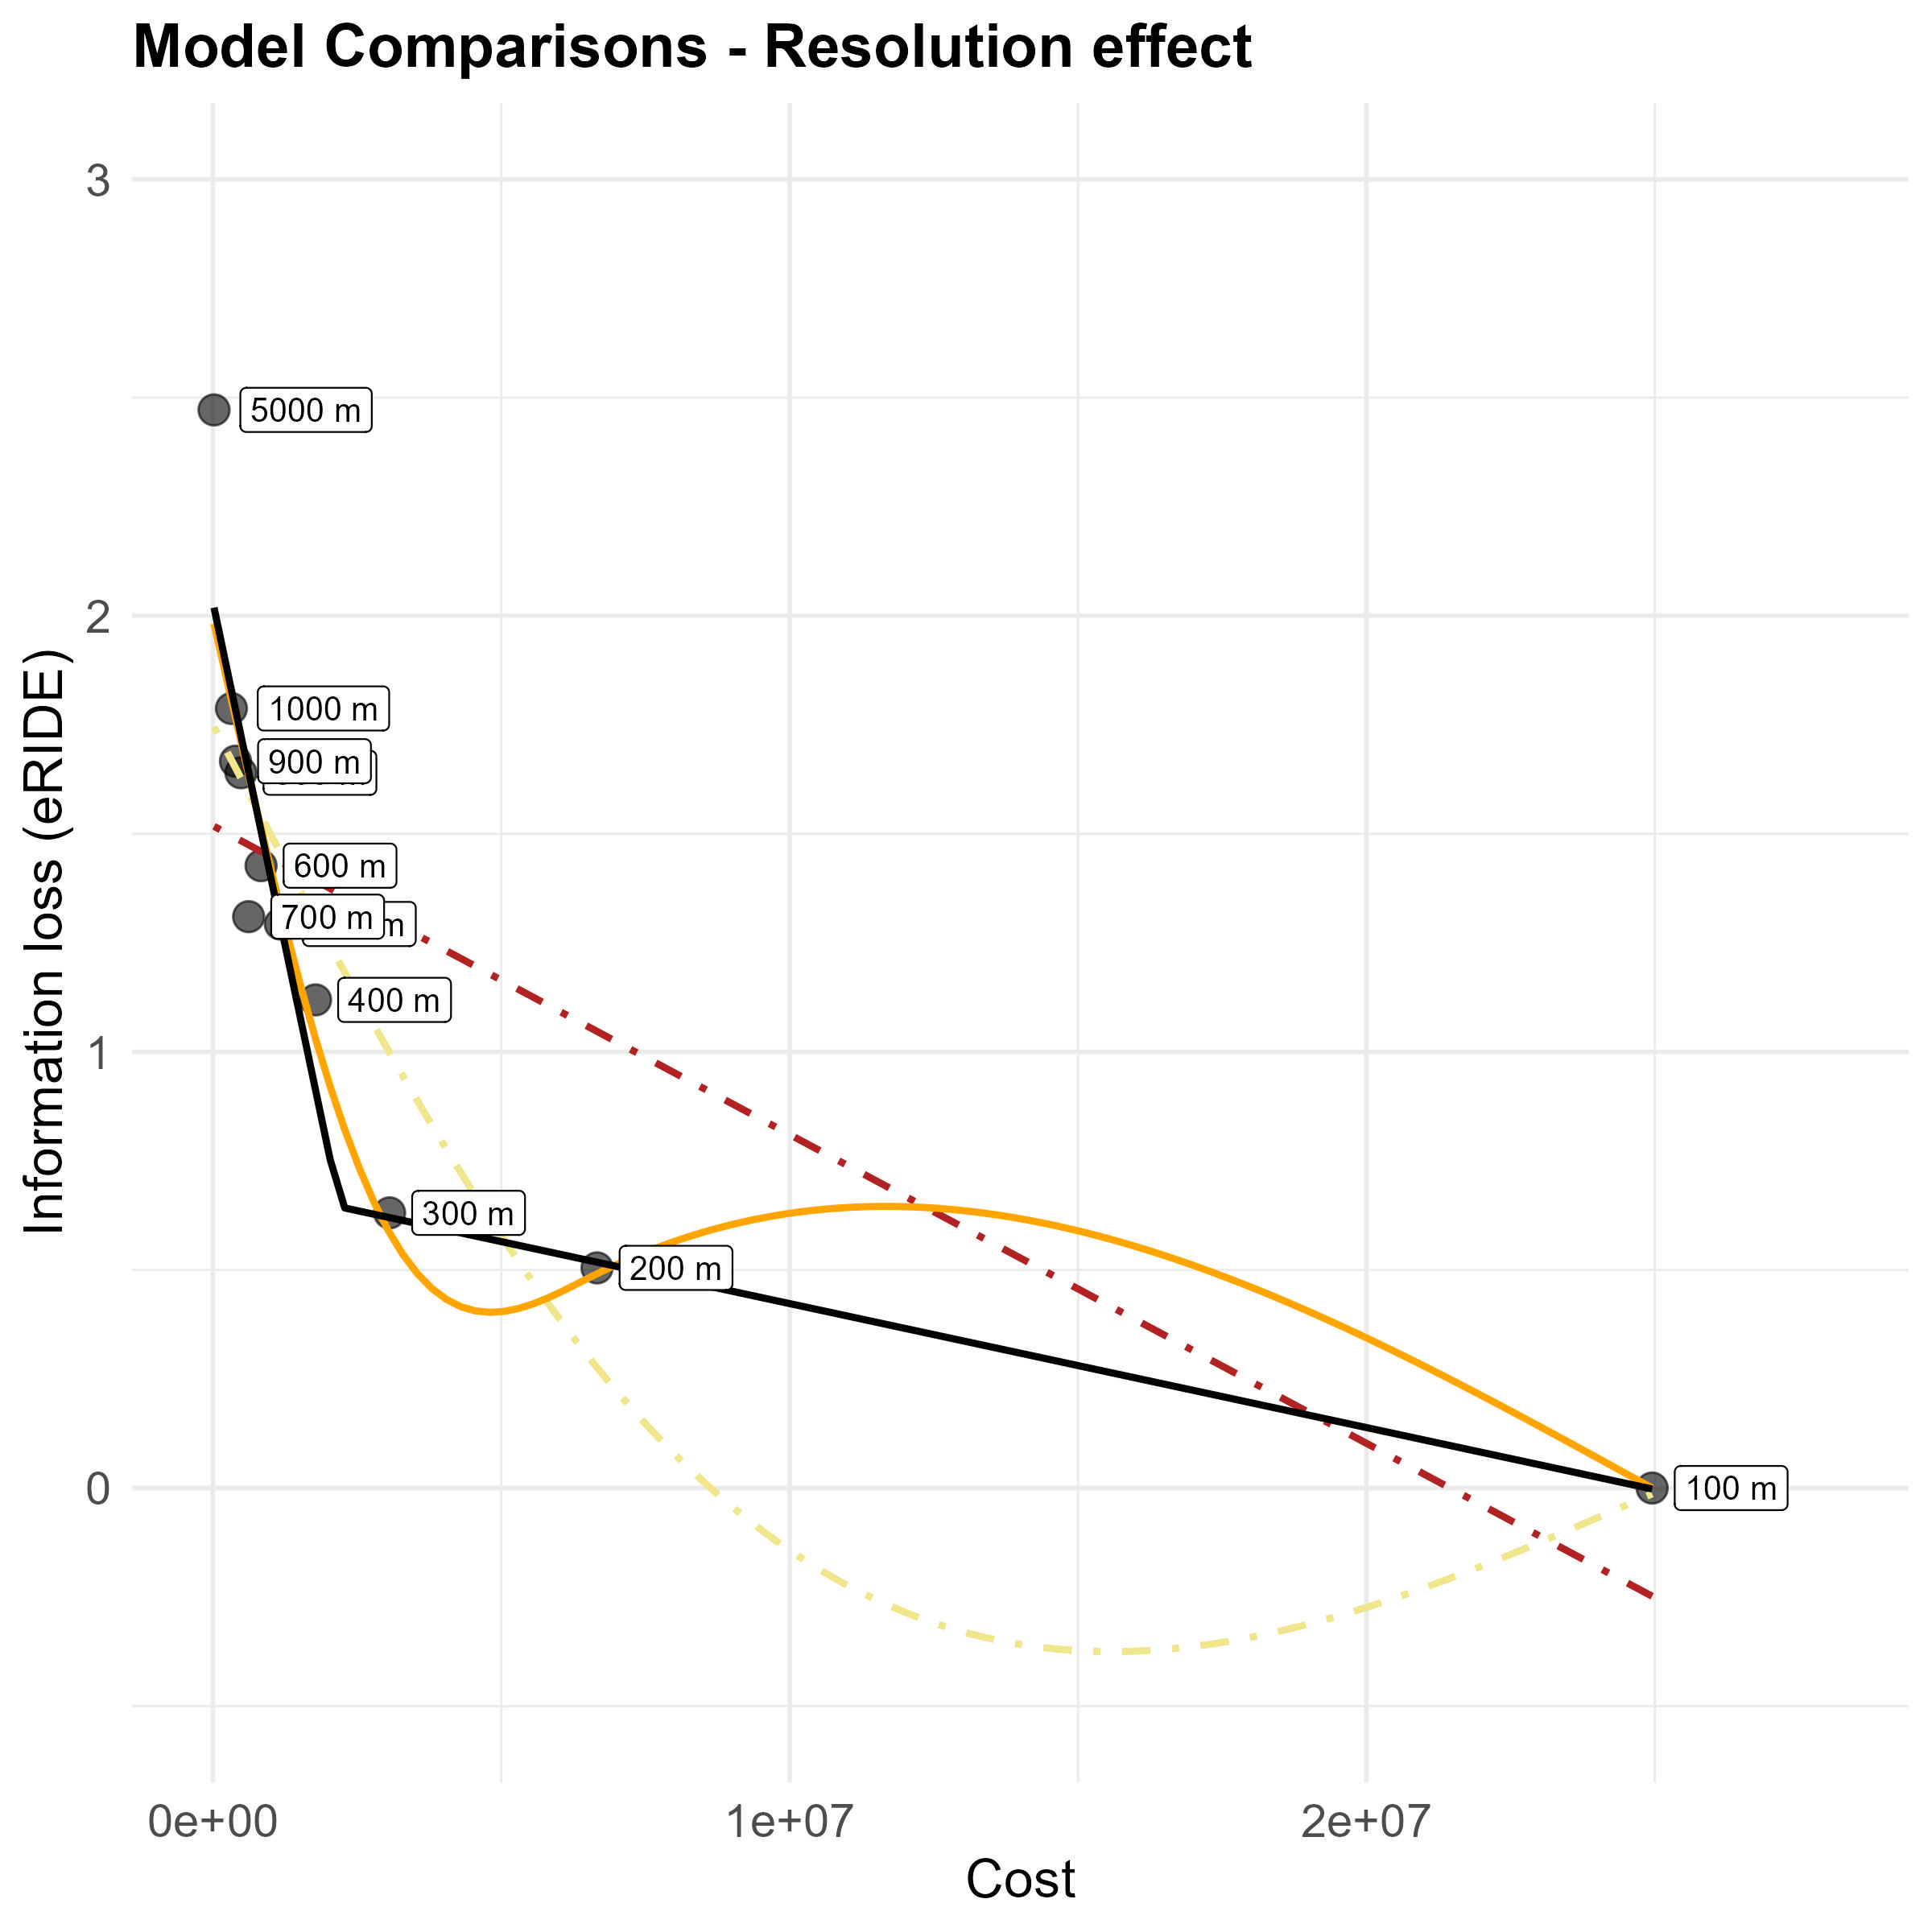 Model Comparisons - Resolution effect
3
5000 m
2
1000 m
900 m
600 m
700 m
m
400 m
1
300 m
200 m
0
100 m
Information loss (eRIDE)
0e+00
1e+07
2e+07
Cost